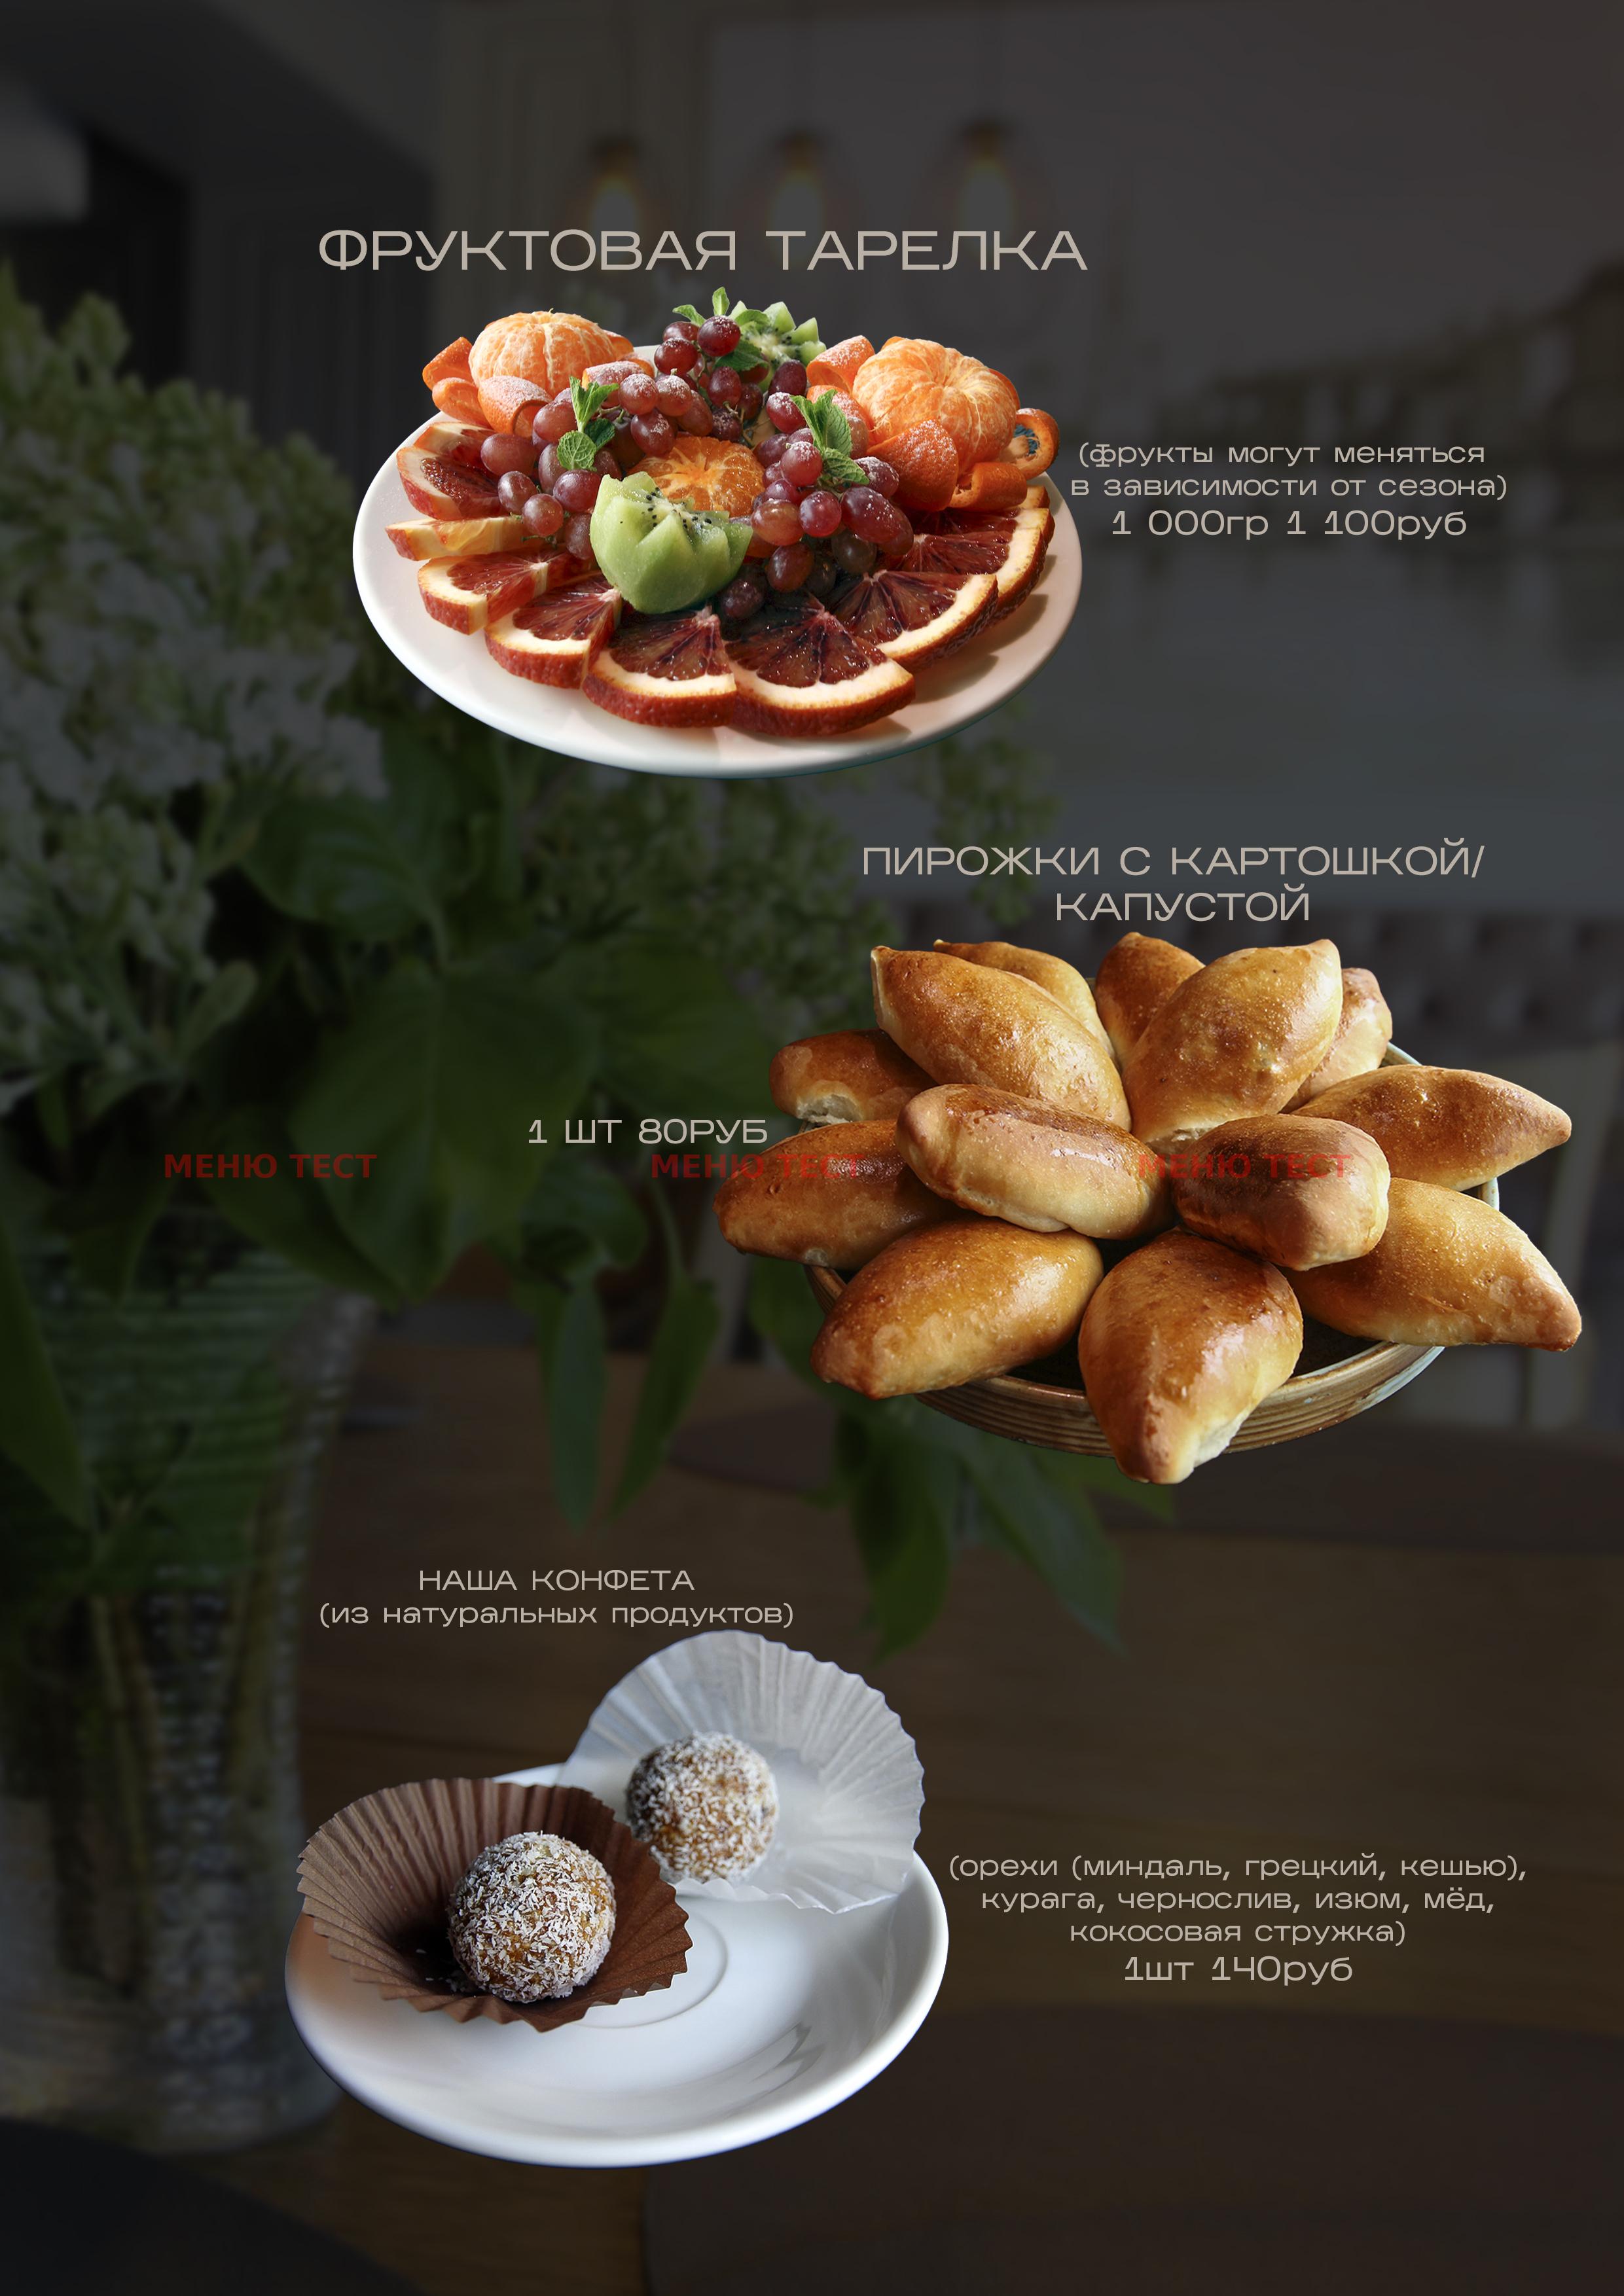 ФРУКТОВАЯ ТАРЕЛКА
(фрукты могут меняться
в зависимости от сезона)
1 000гр 1 100руб
ПИРОЖКИ С КАРТОШКОЙ/
КАПУСТОЙ
1 ШТ 80РУБ
МЕНЮ ТЕСТ МЕНЮ ТЕСТ МЕНЮ ТЕСТ
НАША КОНФЕТА
(из натуральных продуктов)
(орехи (миндаль, грецкий, кешью),
курага, чернослив, изюм, мёд,
кокосовая стружка)
1шт 140руб